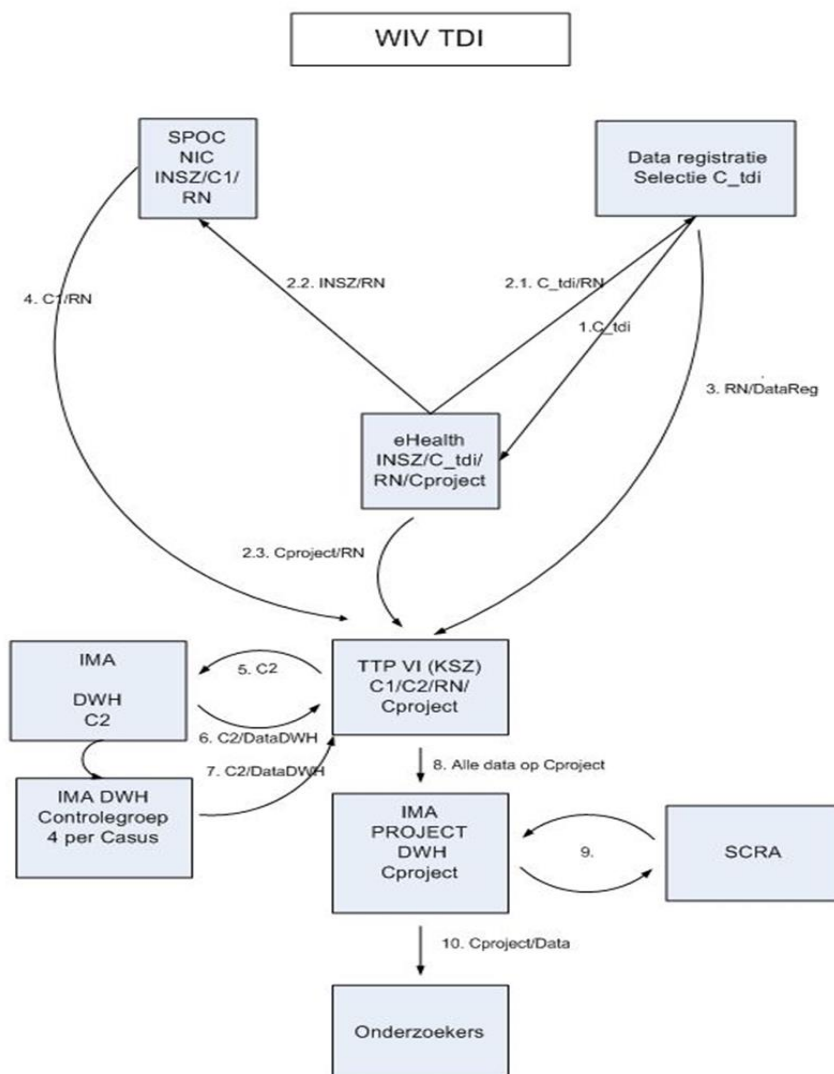 WIV TDI
SPOC
NIC
INSZ/C1/
RN
Data registratie
Selectie C_tdi
4. C1/RN
2.2. INSZ/RN
2.1. C_tdi/RN
1.C_tdi
3. RN/DataReg
eHealth
INSZ/C_tdi/
RN/Cproject
2.3. Cproject/RN
IMA
DWH
C2
5. C2
TTP VI (KSZ)
C1/C2/RN/
Cproject
6. C2/DataDWH
7. C2/DataDWH
8. Alle data op Cproject
IMA DWH
Controlegroep
4 per Casus
IMA
PROJECT
DWH
Cproject
9.
SCRA
10. Cproject/Data
Onderzoekers